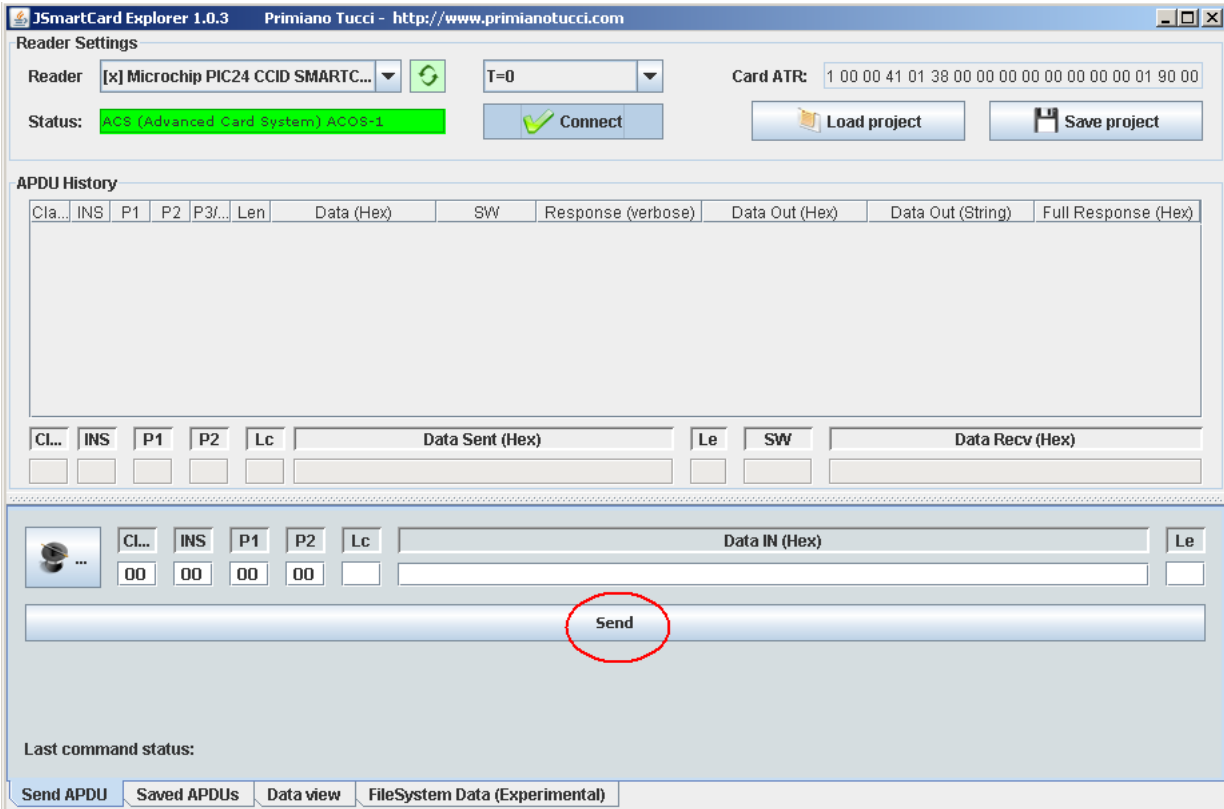 JSmartCard Explorer 1.0.3 Primiano Tucci - http://www.primianotucci.com
Reader Settings
Reader [x] Microchip PIC24 CCID SMARTC... T=0 Card ATR: 1 00 00 41 01 38 00 00 00 00 00 00 00 00 01 90 00
Status: ACS (Advanced Card System) ACOS-1 Connect Load project Save project
APDU History
Cla... INS P1 P2 P3/... Len Data (Hex) SW Response (verbose) Data Out (Hex) Data Out (String) Full Response (Hex)
Cl... INS P1 P2 Lc Data Sent (Hex) Le SW Data Recv (Hex)
... Cl... INS P1 P2 Lc Data IN (Hex) Le
00 00 00 00
Send
Last command status:
Send APDU Saved APDUs Data view FileSystem Data (Experimental)